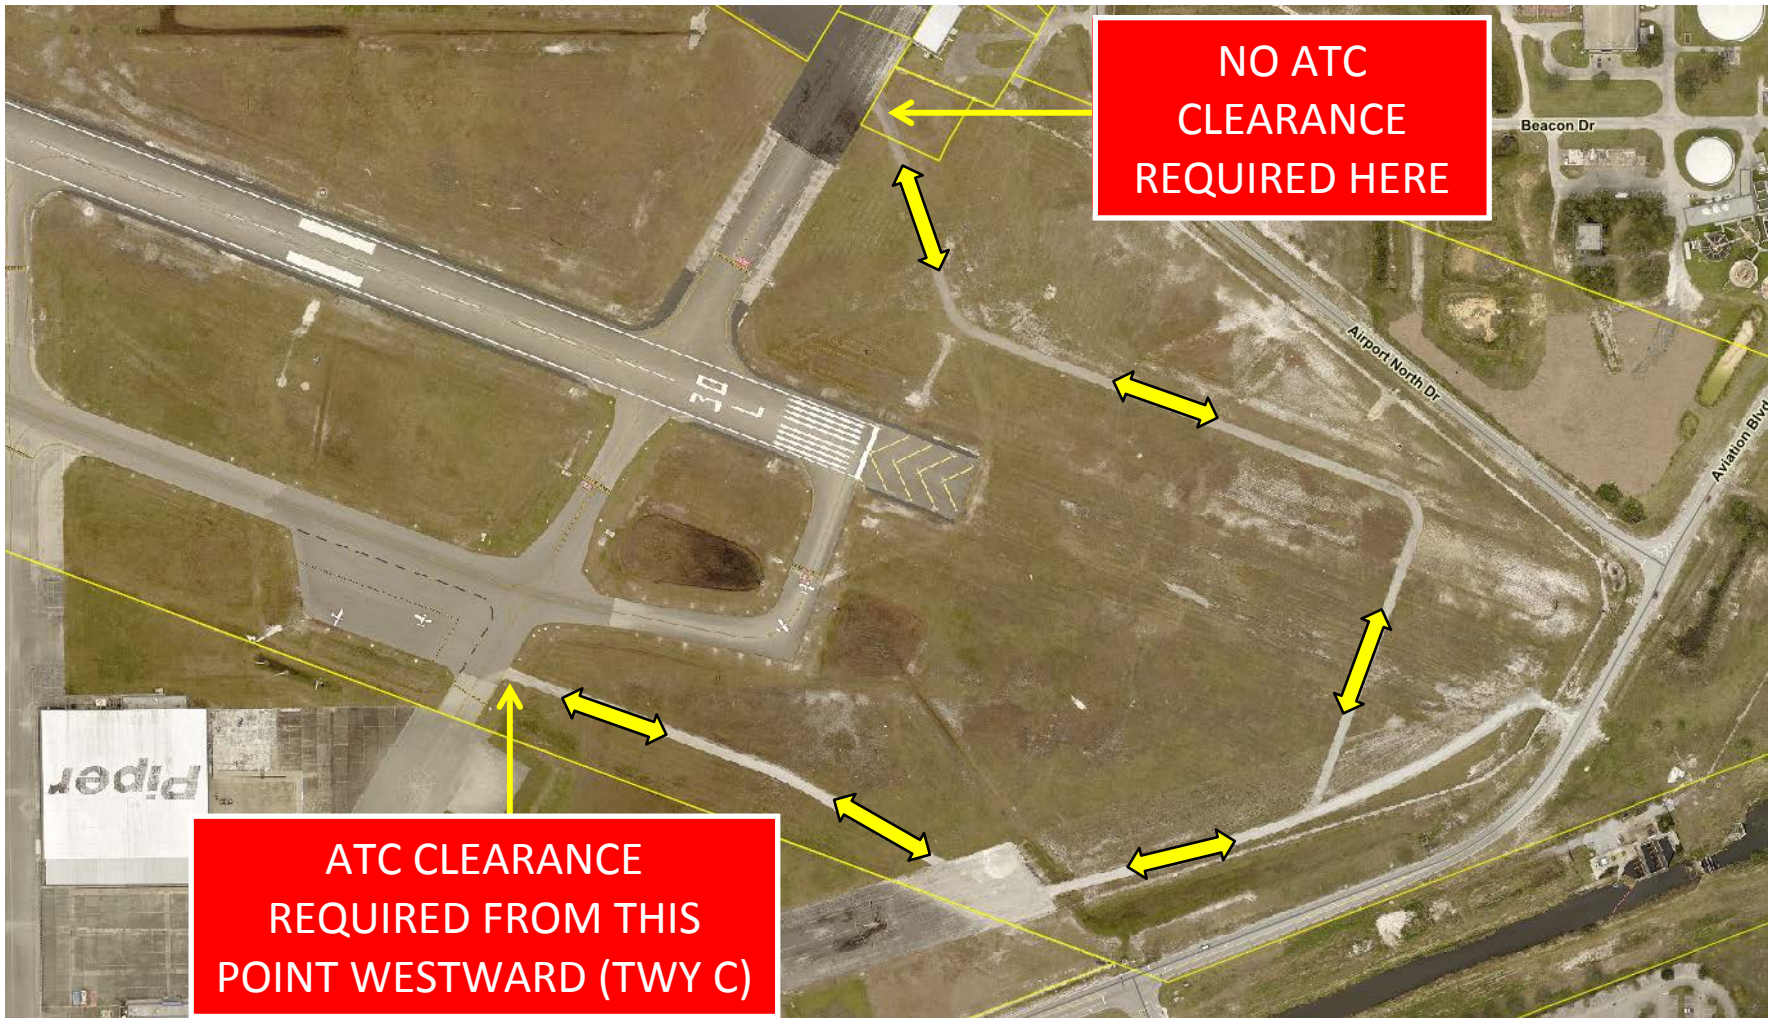 NO ATC
CLEARANCE
REQUIRED HERE
Beacon Dr
Airport North Dr
Aviation Blvd
30
L
Piper
ATC CLEARANCE
REQUIRED FROM THIS
POINT WESTWARD (TWY C)